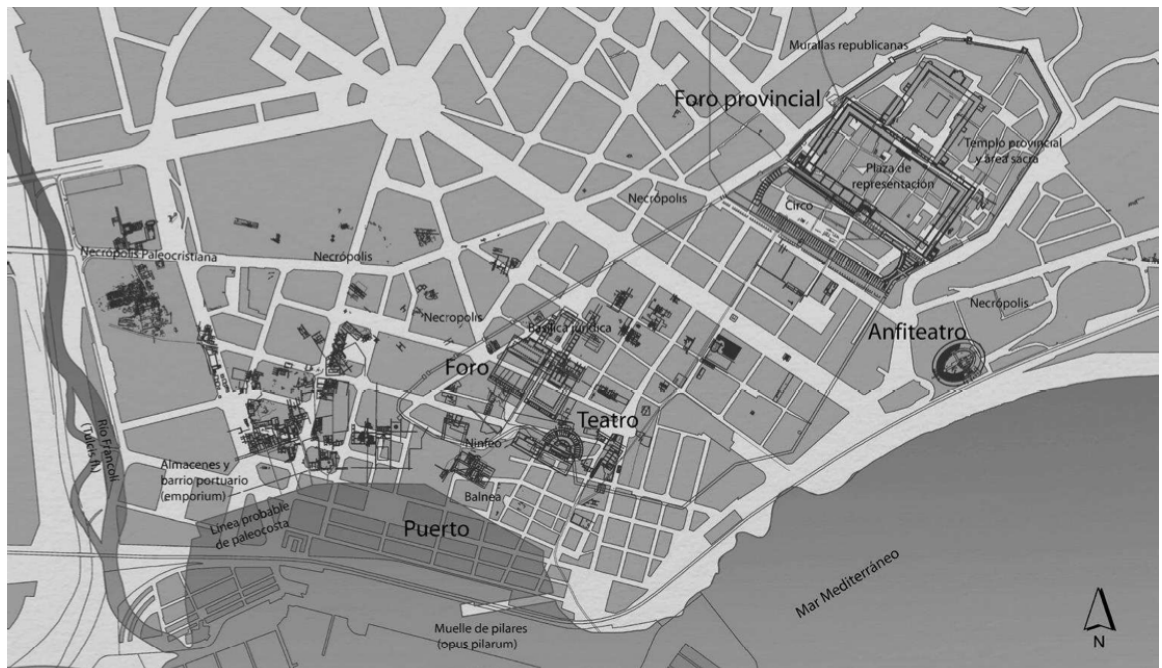 Murallas republicanas
Foro provincial
Templo provincial
y área sacra
Plaza de
representación
Necrópolis
Circo
Necrópolis Paleocristiana
Necrópolis
Necrópolis
Necropolis
Basílica jurídica
Anfiteatro
Foro
Teatro
Ninfeo
Río Francolí
(Tulcis fl.)
Almacenes y
barrio portuario
(emporium)
Balnea
Línea probable
de paleocosta
Puerto
Mar Mediterráneo
Muelle de pilares
(opus pilarum)
N